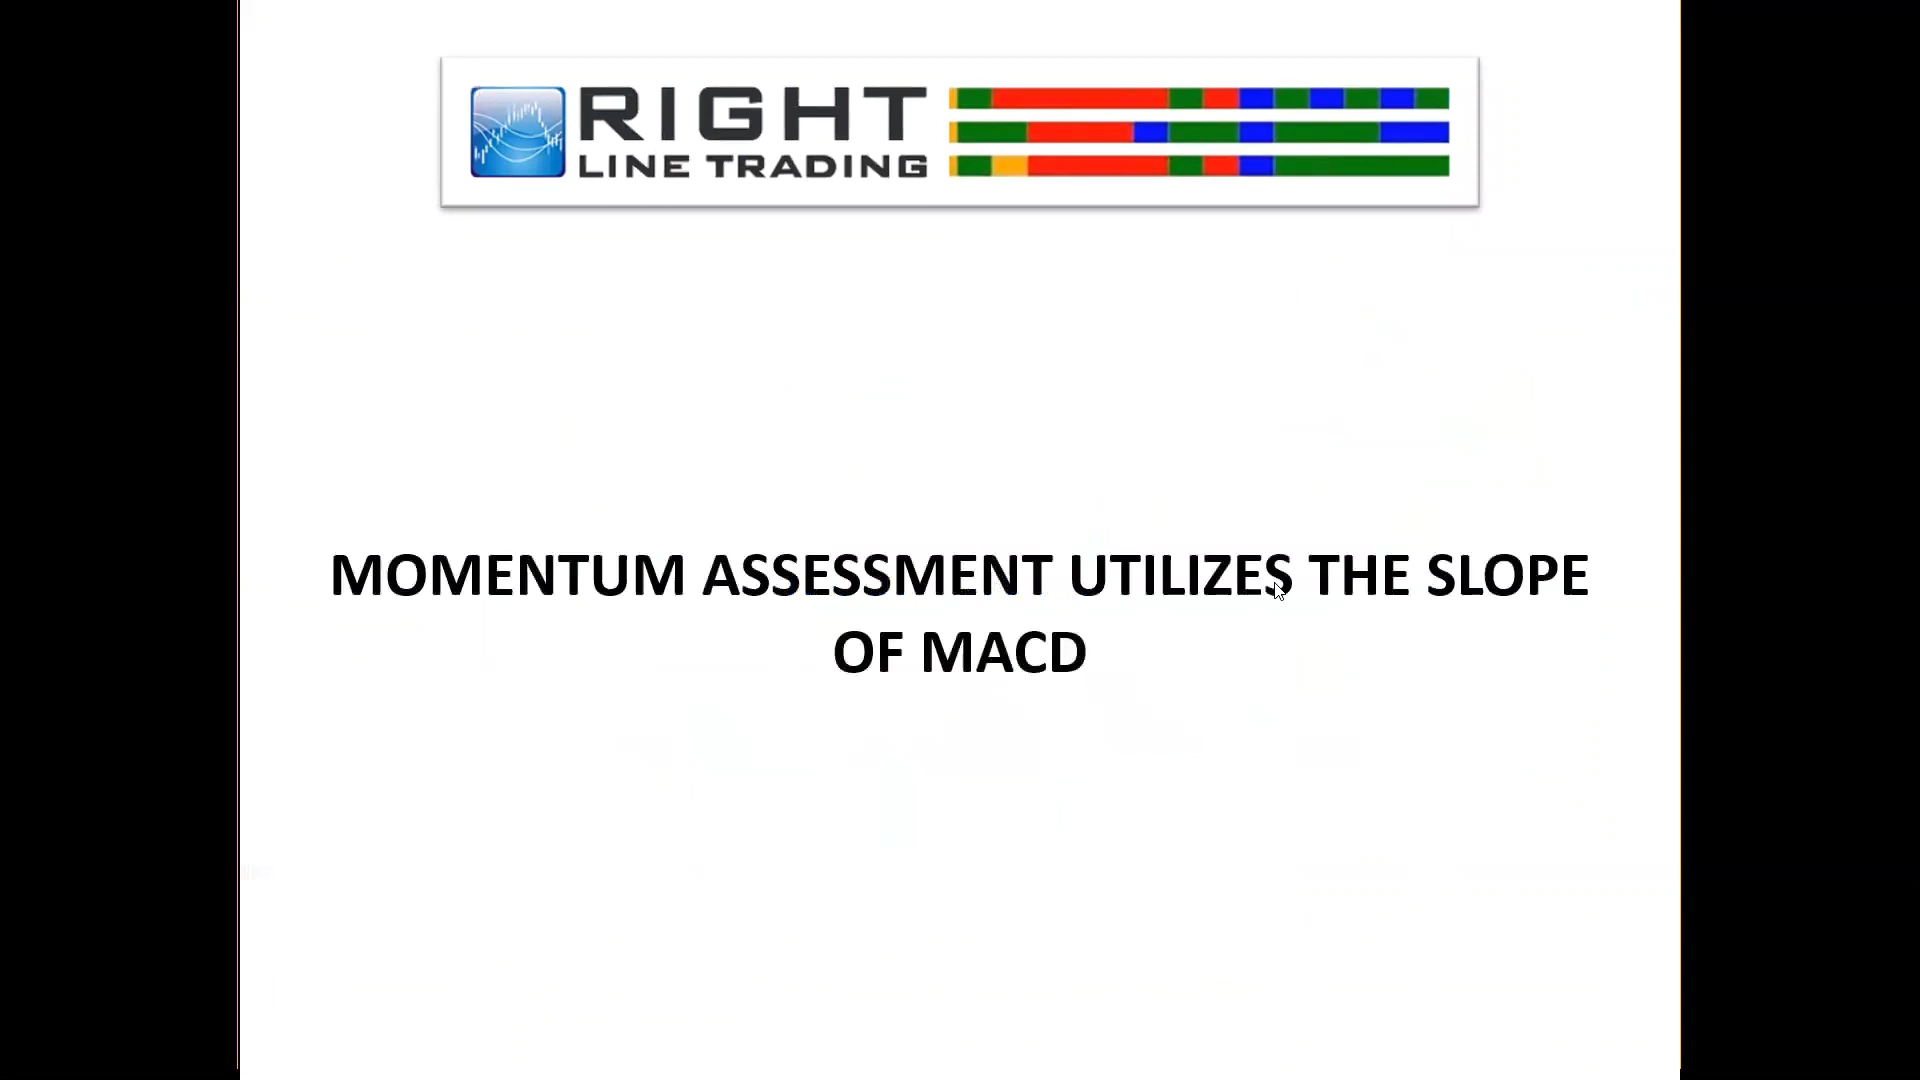 RIGHT
LINE TRADING
MOMENTUM ASSESSMENT UTILIZES THE SLOPE
OF MACD